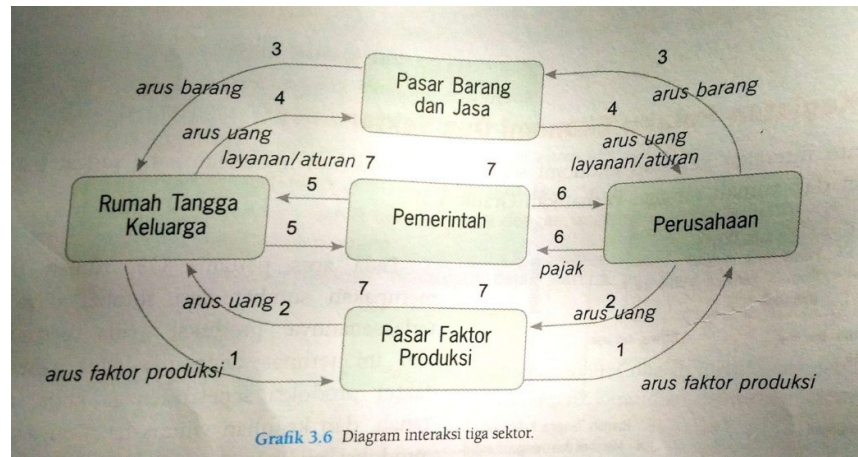 3
3
Pasar Barang
dan Jasa
arus barang
arus barang
4
4
arus uang
arus uang
layanan/aturan 7
7
layanan/aturan
5
6
Rumah Tangga
Keluarga
Pemerintah
Perusahaan
5
6
pajak
7
7
arus uang 2
2
arus uang
Pasar Faktor
Produksi
1
1
arus faktor produksi
arus faktor produksi
Grafik 3.6 Diagram interaksi tiga sektor.